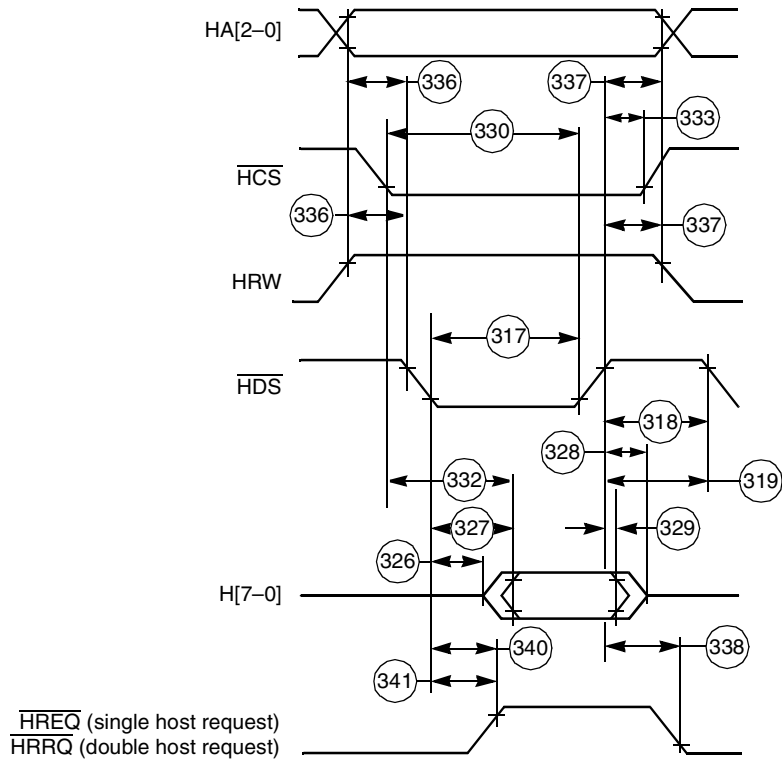 HA[2–0]
336
337
333
330
HCS
336
337
HRW
317
HDS
318
328
332
319
327
329
326
H[7–0]
340
338
341
HREQ (single host request)
HRRQ (double host request)